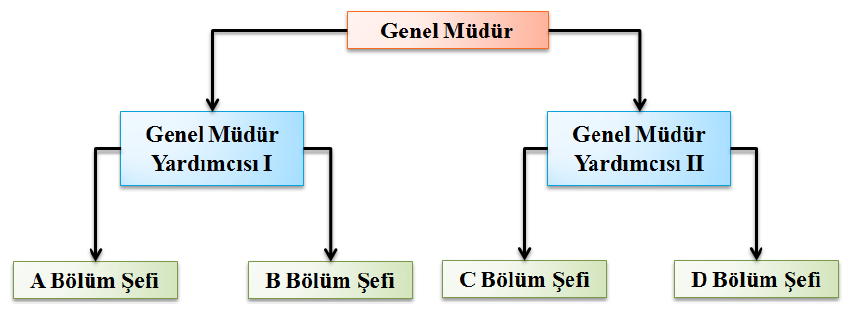 Genel Müdür
Genel Müdür
Yardımcısı I
Genel Müdür
Yardımcısı II
A Bölüm Şefi
B Bölüm Şefi
C Bölüm Şefi
D Bölüm Şefi